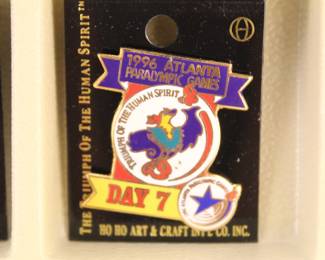 THE TRIUMPH OF THE HUMAN SPIRIT™
1996 ATLANTA
PARALYMPIC GAMES
TRIUMPH OF THE HUMAN SPIRIT
DAY 7
HO HO ART & CRAFT INT'L CO. INC.